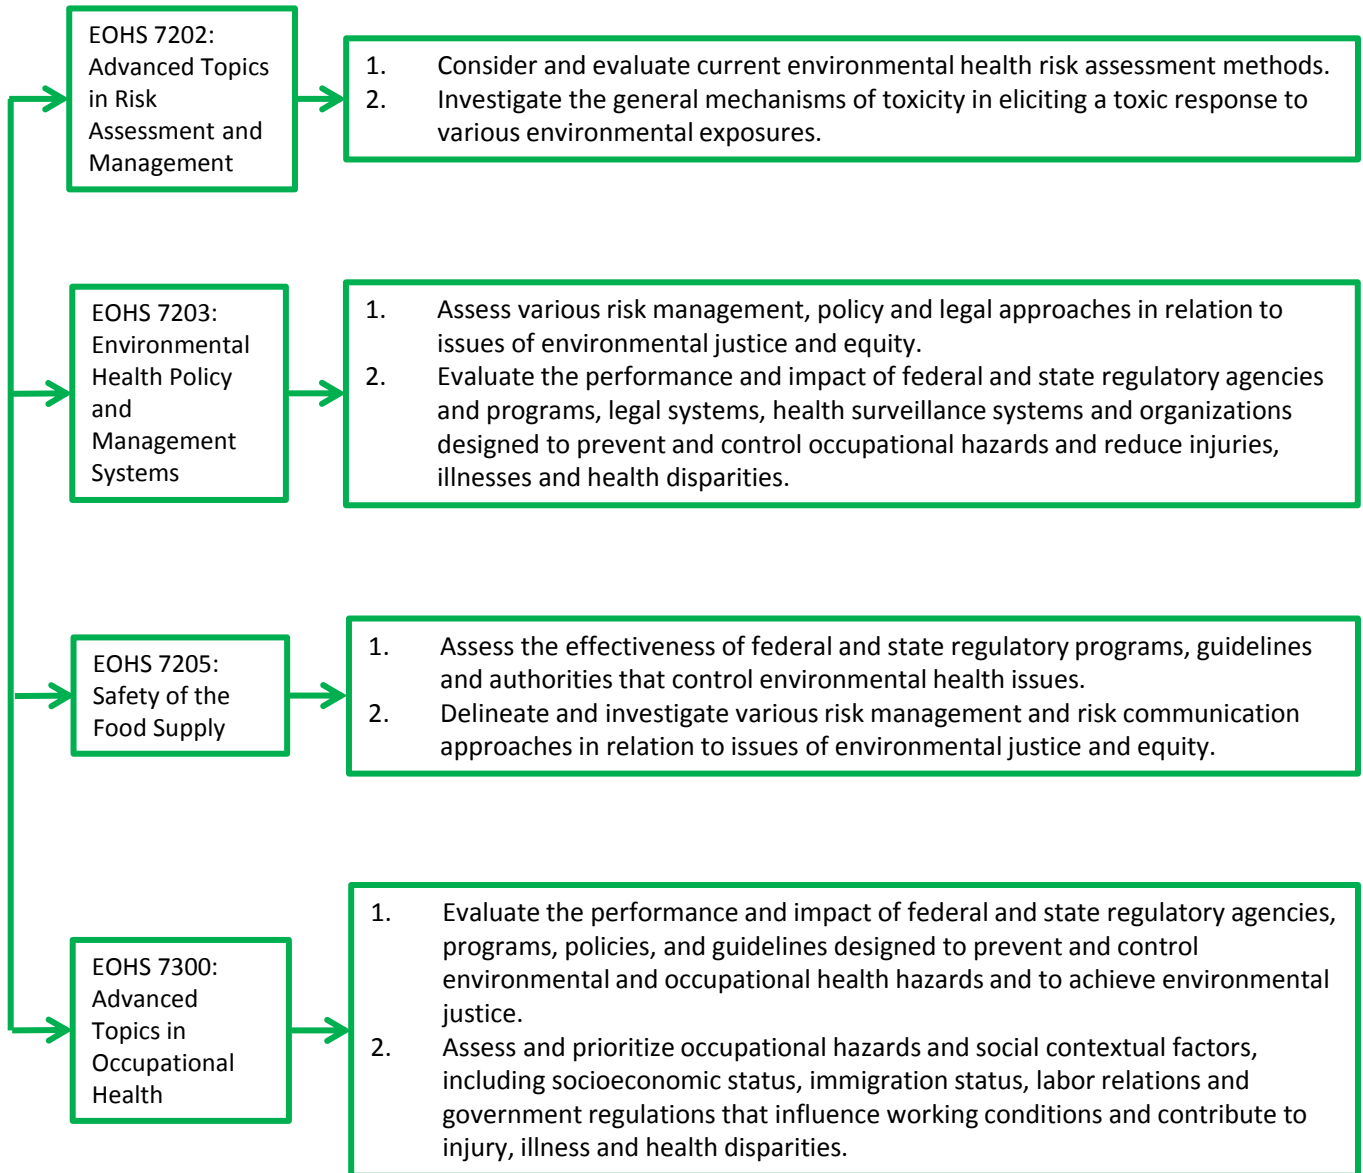 EOHS 7202:
Advanced Topics
in Risk
Assessment and
Management
1. Consider and evaluate current environmental health risk assessment methods.
2. Investigate the general mechanisms of toxicity in eliciting a toxic response to
various environmental exposures.
EOHS 7203:
Environmental
Health Policy
and
Management
Systems
1. Assess various risk management, policy and legal approaches in relation to
issues of environmental justice and equity.
2. Evaluate the performance and impact of federal and state regulatory agencies
and programs, legal systems, health surveillance systems and organizations
designed to prevent and control occupational hazards and reduce injuries,
illnesses and health disparities.
EOHS 7205:
Safety of the
Food Supply
1. Assess the effectiveness of federal and state regulatory programs, guidelines
and authorities that control environmental health issues.
2. Delineate and investigate various risk management and risk communication
approaches in relation to issues of environmental justice and equity.
EOHS 7300:
Advanced
Topics in
Occupational
Health
1. Evaluate the performance and impact of federal and state regulatory agencies,
programs, policies, and guidelines designed to prevent and control
environmental and occupational health hazards and to achieve environmental
justice.
2. Assess and prioritize occupational hazards and social contextual factors,
including socioeconomic status, immigration status, labor relations and
government regulations that influence working conditions and contribute to
injury, illness and health disparities.